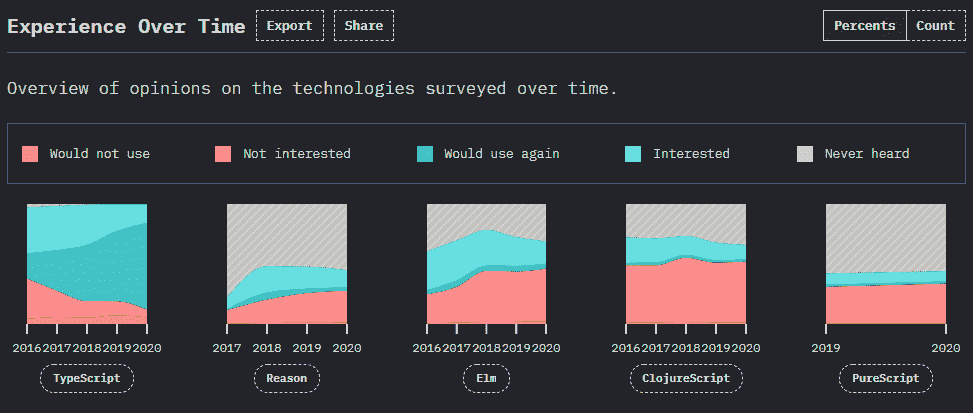 Experience Over Time Export Share Percents Count
Overview of opinions on the technologies surveyed over time.
Would not use Not interested Would use again Interested Never heard
2016 2017 2018 2019 2020 2017 2018 2019 2020 2016 2017 2018 2019 2020 2016 2017 2018 2019 2020 2019 2020
TypeScript Reason Elm ClojureScript PureScript